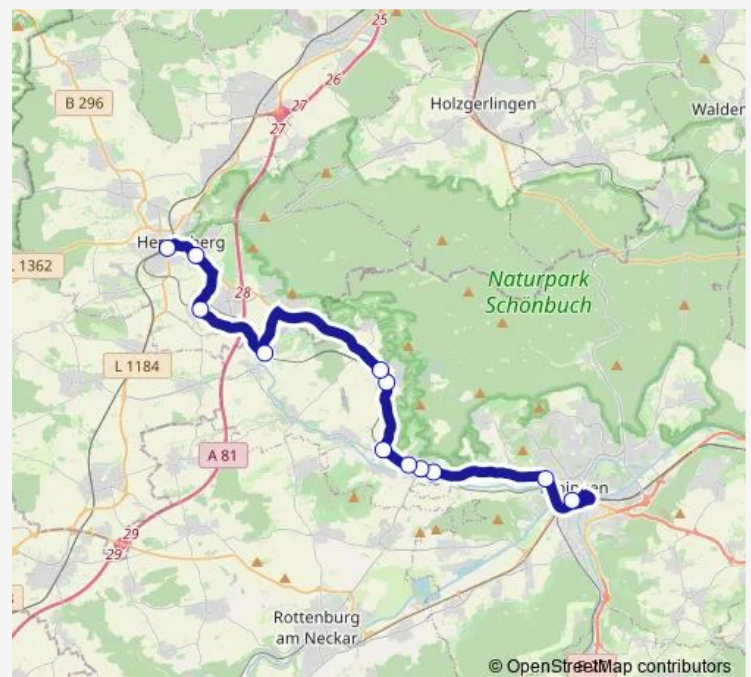 25
26
27
27
B 296
Holzgerlingen
L 1362
28
Naturpark
Schönbuch
L 1184
A 81
29
29
Rottenburg
am Neckar
© OpenStreetMap contributors